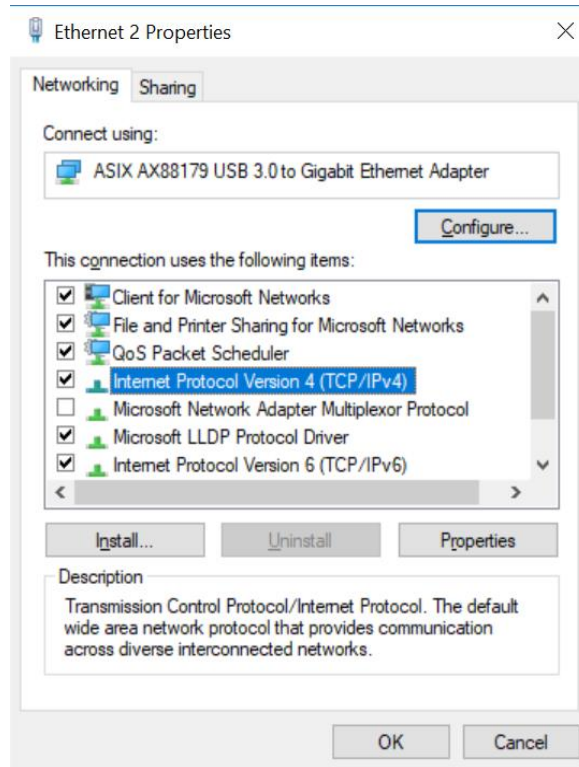 Ethernet 2 Properties
Networking
Sharing
Connect using:
ASIX AX88179 USB 3.0 to Gigabit Ethernet Adapter
Configure...
This connection uses the following items:
Client for Microsoft Networks
File and Printer Sharing for Microsoft Networks
QoS Packet Scheduler
Internet Protocol Version 4 (TCP/IPv4)
Microsoft Network Adapter Multiplexor Protocol
Microsoft LLDP Protocol Driver
Internet Protocol Version 6 (TCP/IPv6)
Install...
Uninstall
Properties
Description
Transmission Control Protocol/Internet Protocol. The default
wide area network protocol that provides communication
across diverse interconnected networks.
OK
Cancel